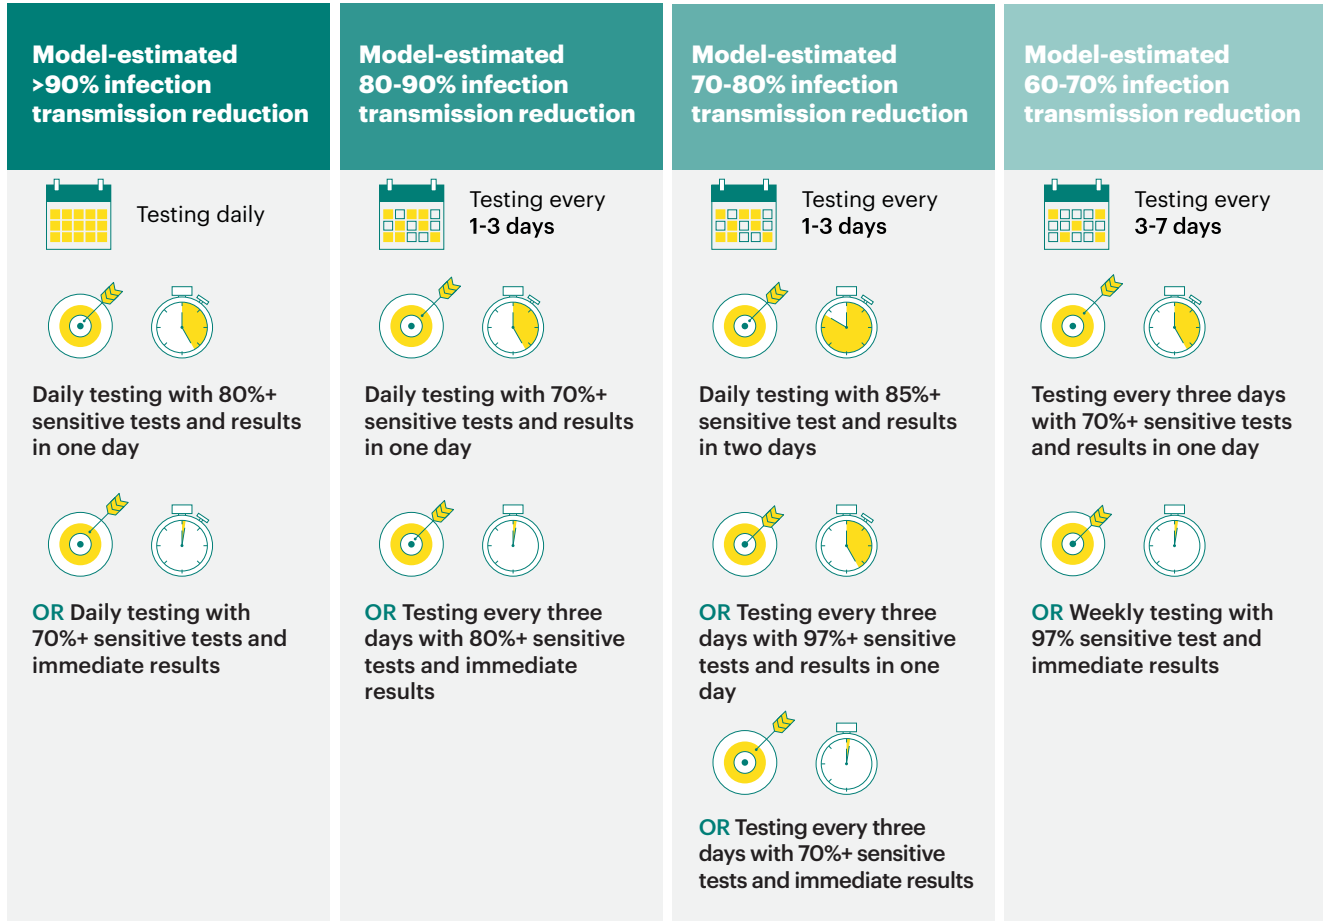 Model-estimated
>90% infection
transmission reduction
Testing daily
Daily testing with 80%+
sensitive tests and results
in one day
OR Daily testing with
70%+ sensitive tests and
immediate results
Model-estimated
80-90% infection
transmission reduction
Testing every
1-3 days
Daily testing with 70%+
sensitive tests and results
in one day
OR Testing every three
days with 80%+ sensitive
tests and immediate
results
Model-estimated
70-80% infection
transmission reduction
Testing every
1-3 days
Daily testing with 85%+
sensitive test and results
in two days
OR Testing every three
days with 97%+ sensitive
tests and results in one
day
OR Testing every three
days with 70%+ sensitive
tests and immediate results
Model-estimated
60-70% infection
transmission reduction
Testing every
3-7 days
Testing every three days
with 70%+ sensitive tests
and results in one day
OR Weekly testing with
97% sensitive test and
immediate results